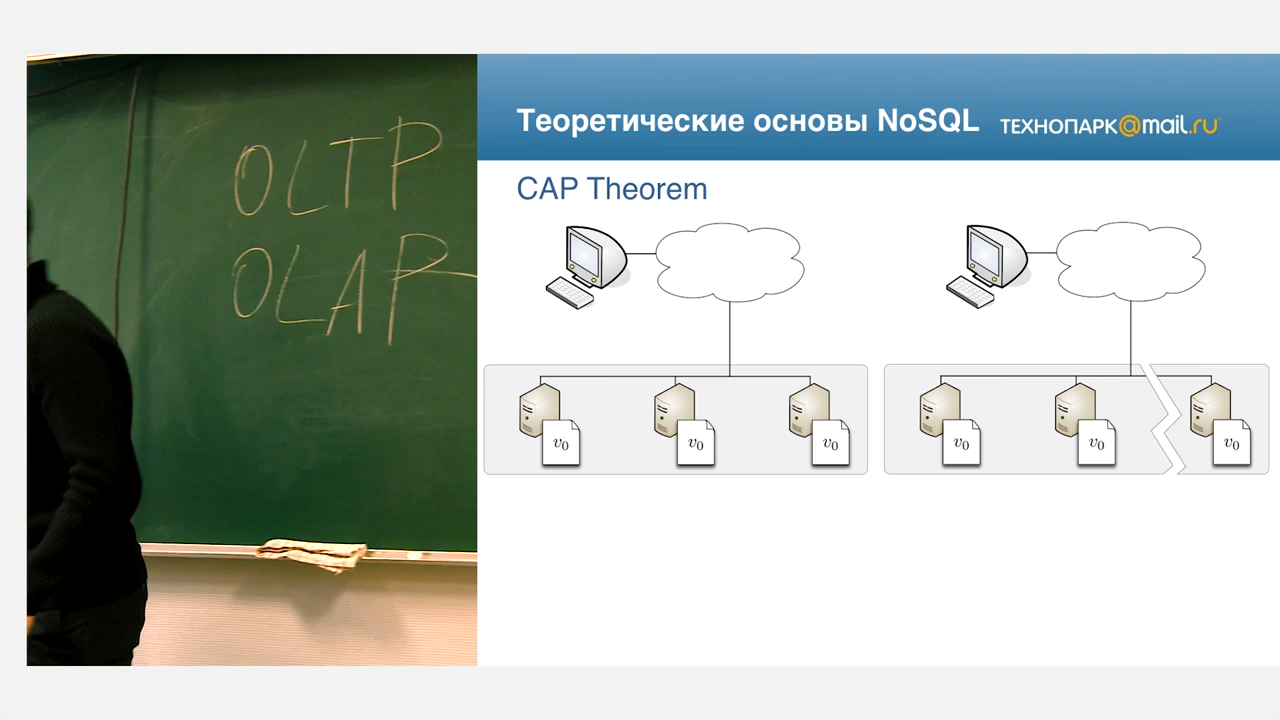 OLTP
OLAP
Теоретические основы NoSQL
ТЕХНОПАРК@mail.ru
CAP Theorem
v0 v0 v0 v0 v0 v0